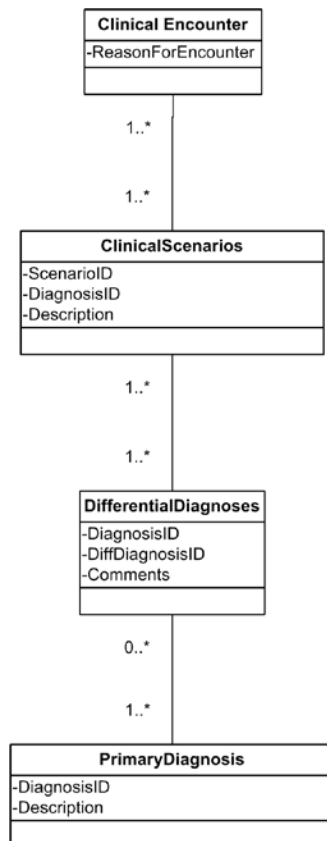 Clinical Encounter
-ReasonForEncounter
1..*
1..*
ClinicalScenarios
-ScenarioID
-DiagnosisID
-Description
1..*
1..*
DifferentialDiagnoses
-DiagnosisID
-DiffDiagnosisID
-Comments
0..*
1..*
PrimaryDiagnosis
-DiagnosisID
-Description